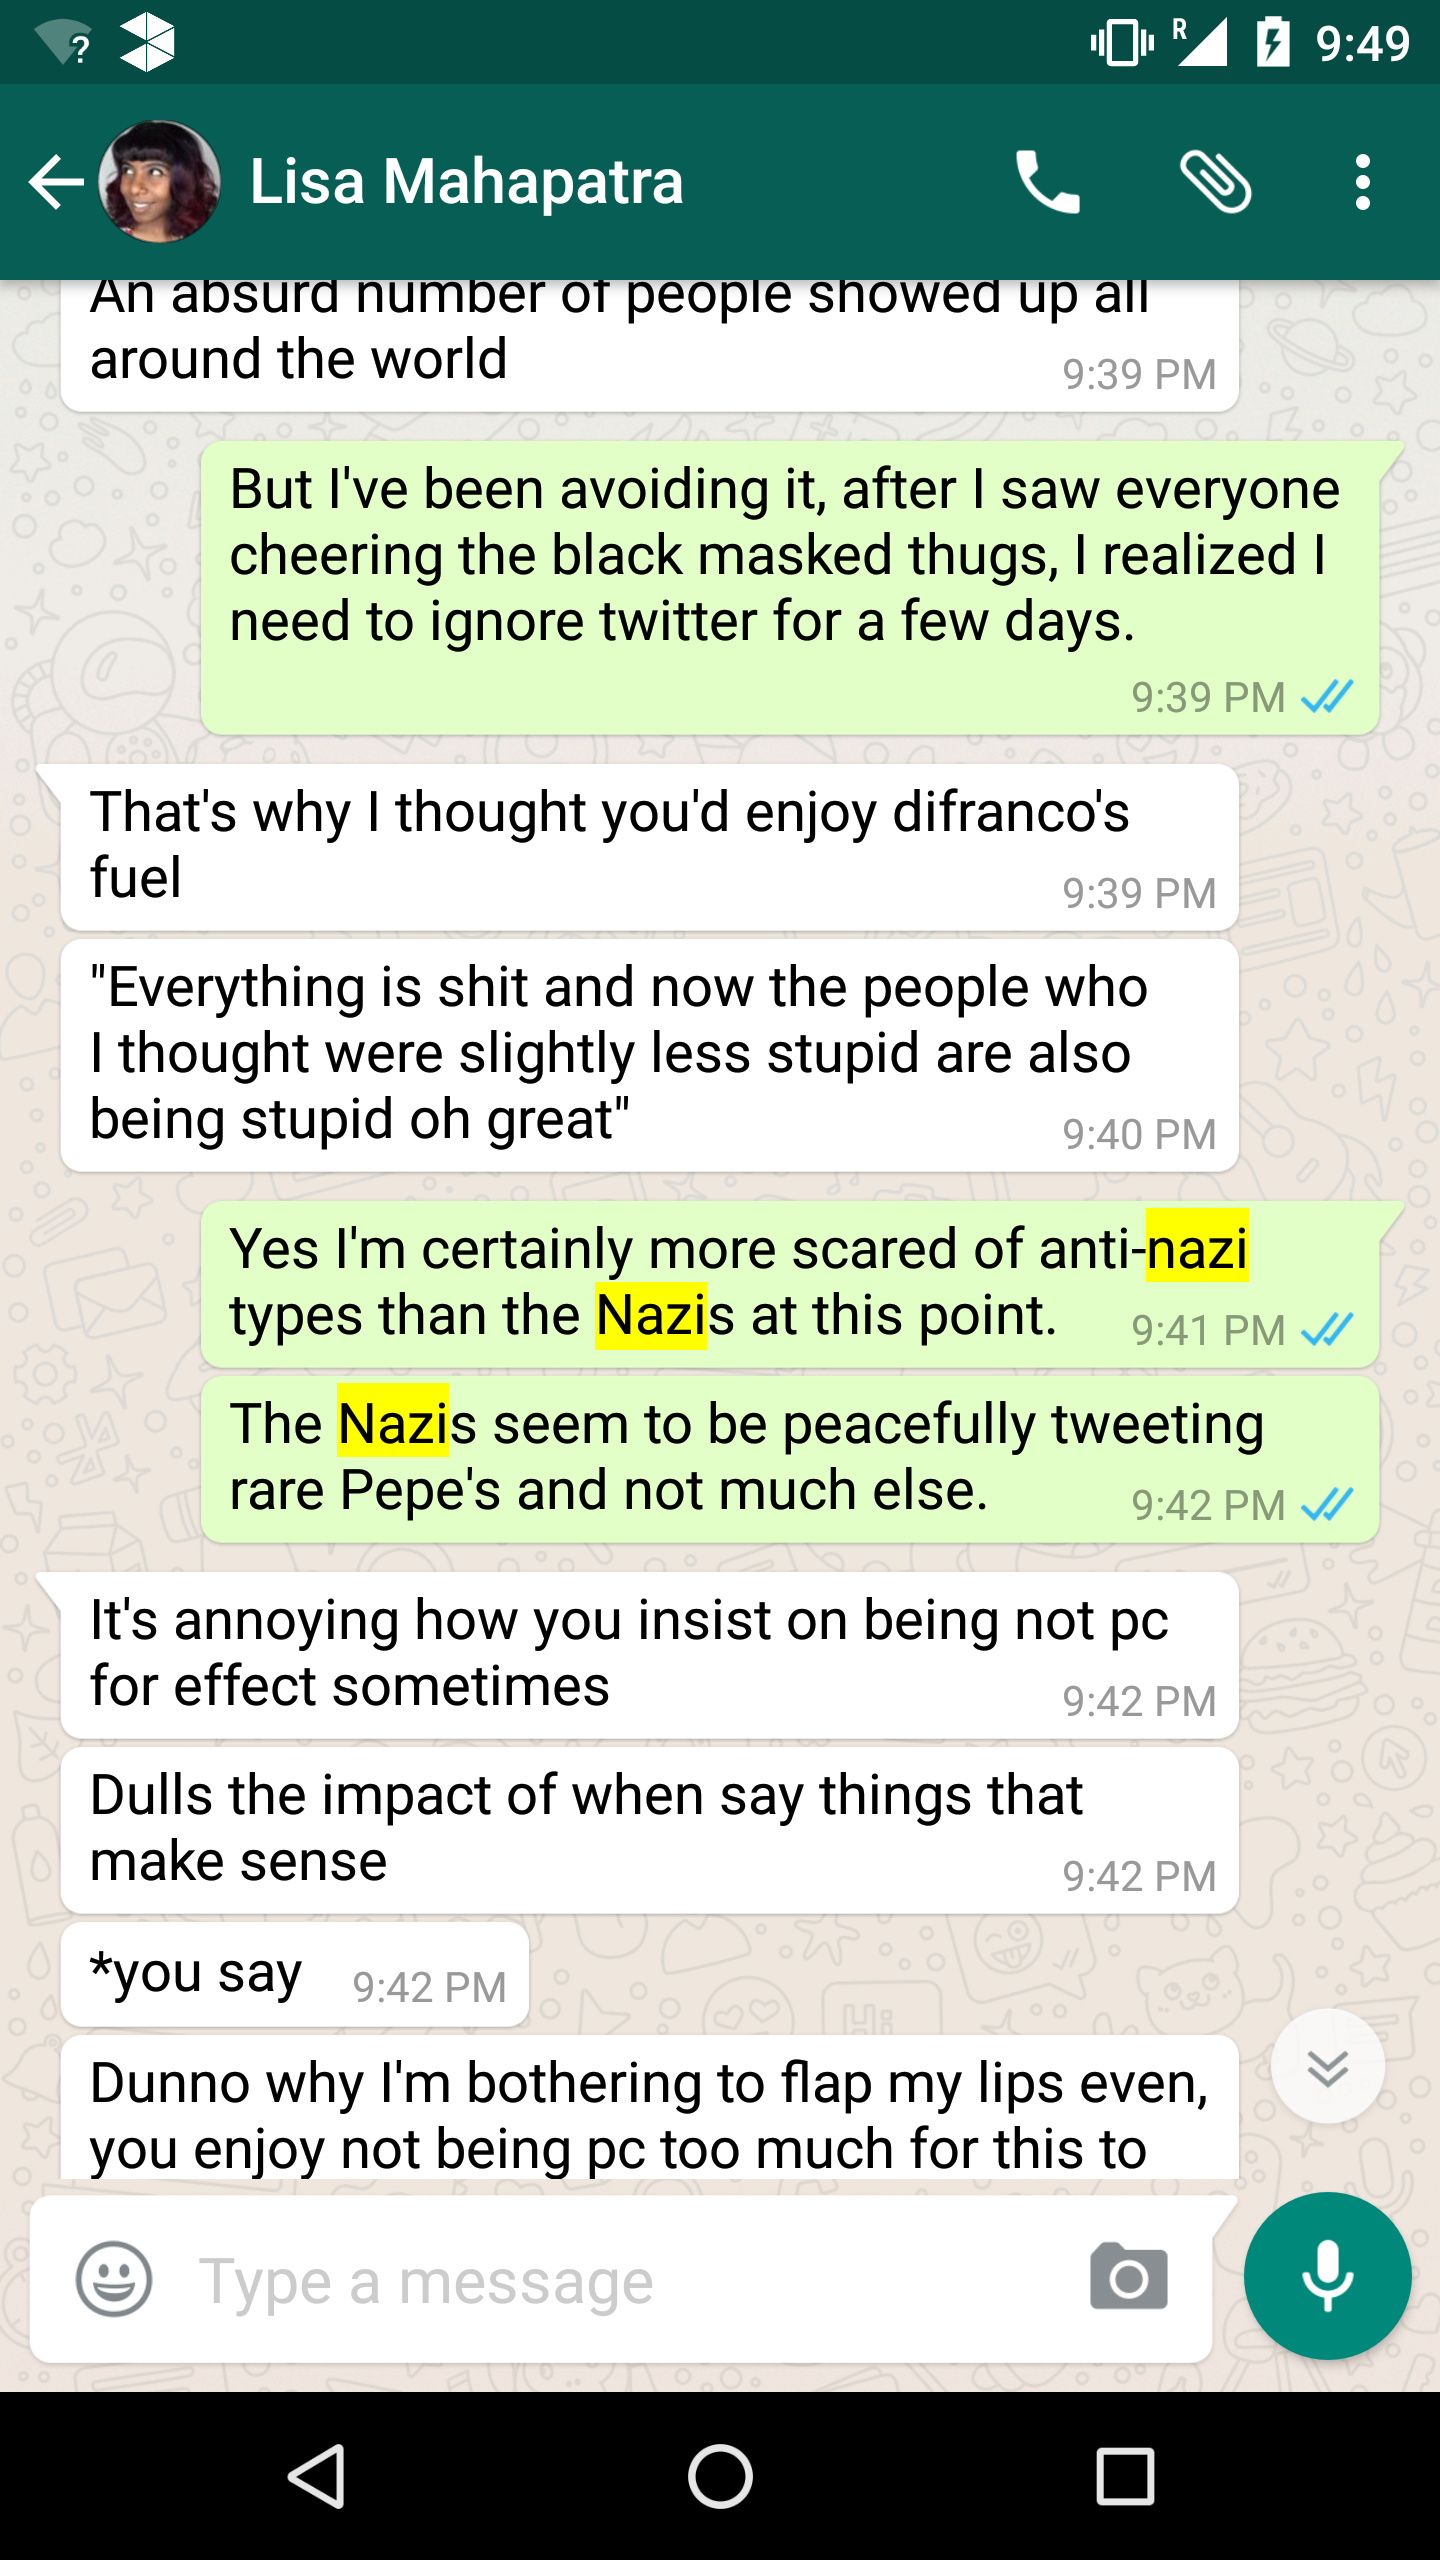 ? R 9:49
Lisa Mahapatra
An absurd number of people showed up all
around the world
9:39 PM
But I've been avoiding it, after I saw everyone
cheering the black masked thugs, I realized I
need to ignore twitter for a few days.
9:39 PM
That's why I thought you'd enjoy difranco's
fuel
9:39 PM
"Everything is shit and now the people who
I thought were slightly less stupid are also
being stupid oh great"
9:40 PM
Yes I'm certainly more scared of anti-nazi
types than the Nazis at this point.
9:41 PM
The Nazis seem to be peacefully tweeting
rare Pepe's and not much else.
9:42 PM
It's annoying how you insist on being not pc
for effect sometimes
9:42 PM
Dulls the impact of when say things that
make sense
9:42 PM
*you say 9:42 PM
Dunno why I'm bothering to flap my lips even,
you enjoy not being pc too much for this to
Type a message